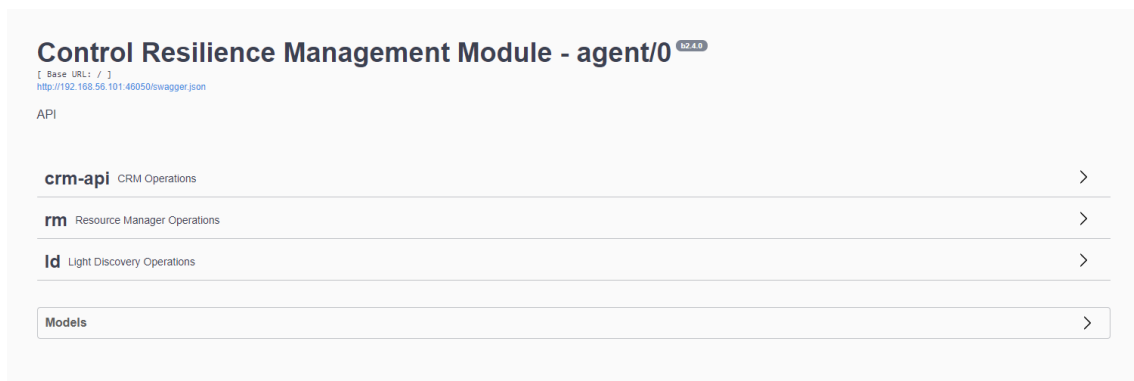 Control Resilience Management Module - agent/0 b2.4.0
[ Base URL: / ]
http://192.168.56.101:46050/swagger.json
API
crm-api CRM Operations
rm Resource Manager Operations
ld Light Discovery Operations
Models